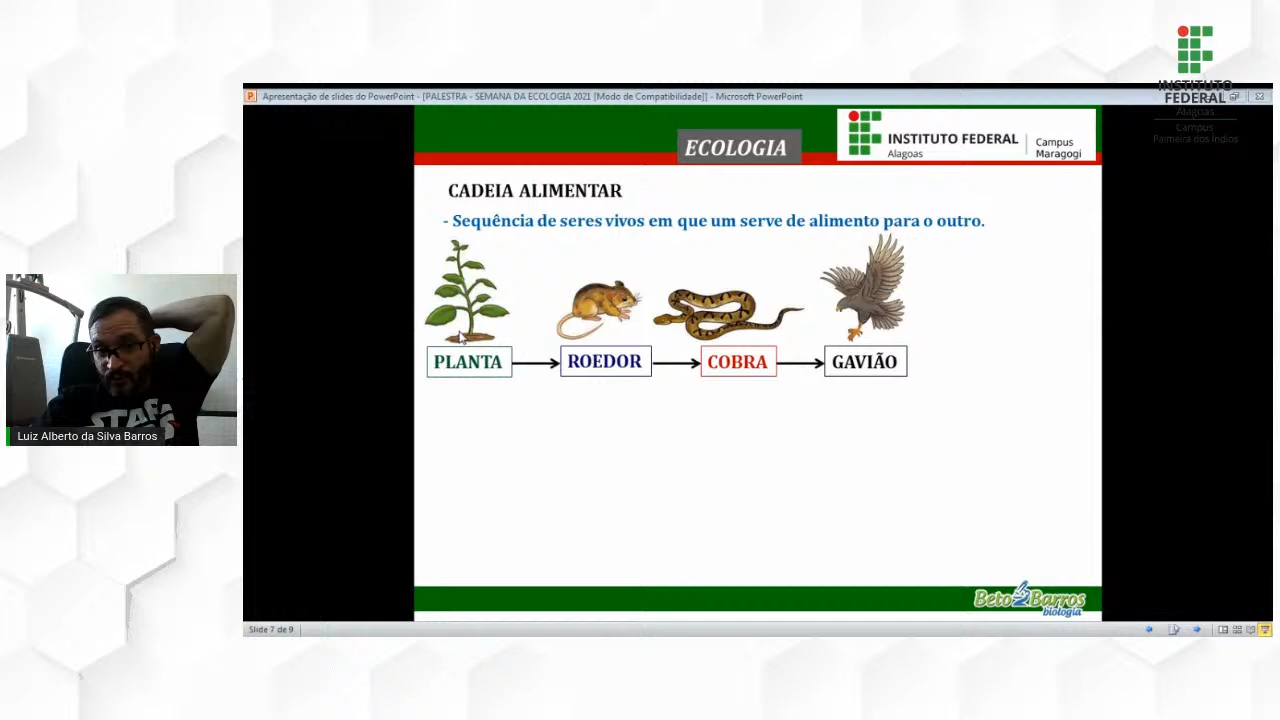 INSTITUTO
FEDERAL
Alagoas
Campus
Palmeira dos Índios
Apresentação de slides do PowerPoint - [PALESTRA - SEMANA DA ECOLOGIA 2021 [Modo de Compatibilidade]] - Microsoft PowerPoint
ECOLOGIA
INSTITUTO FEDERAL
Alagoas
Campus
Maragogi
CADEIA ALIMENTAR
- Sequência de seres vivos em que um serve de alimento para o outro.
PLANTA
ROEDOR
COBRA
GAVIÃO
Luiz Alberto da Silva Barros
Beto Barros
biologia
Slide 7 de 9